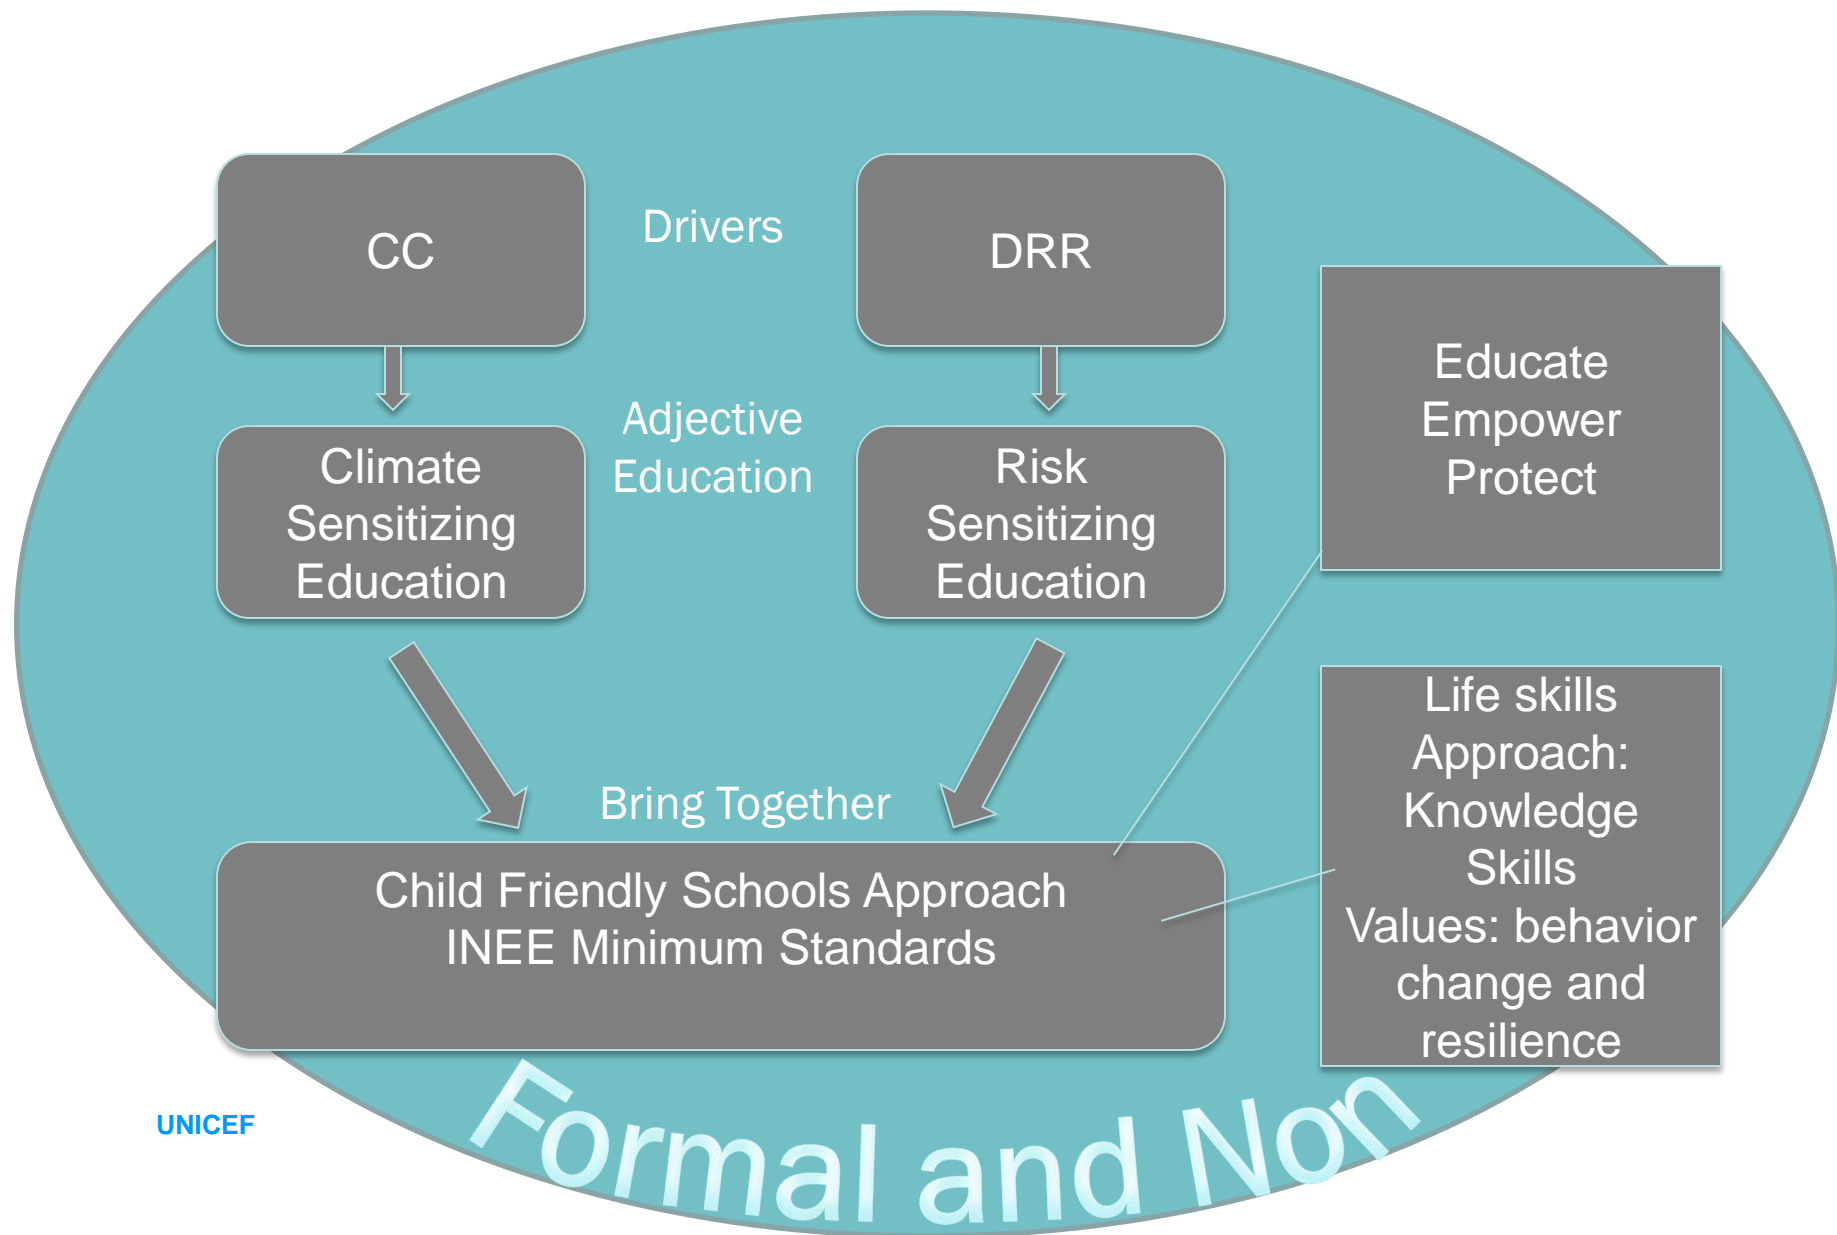 CC
Drivers
DRR
Climate
Sensitizing
Education
Adjective
Education
Risk
Sensitizing
Education
Educate
Empower
Protect
Bring Together
Child Friendly Schools Approach
INEE Minimum Standards
Life skills
Approach:
Knowledge
Skills
Values: behavior
change and
resilience
UNICEF
Formal and Non